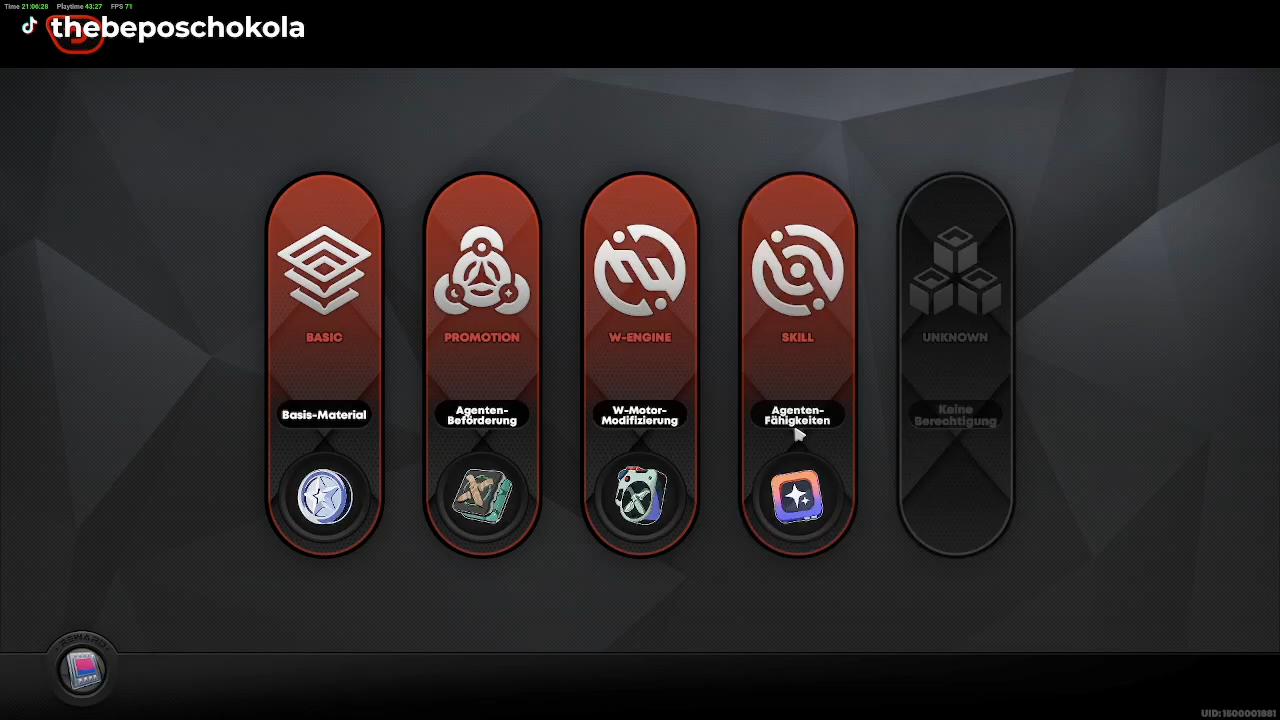 Time 21:06:28 Playtime 43:27 FPS 71
thebeposchokola
BASIC
PROMOTION
W-ENGINE
SKILL
UNKNOWN
Basis-Material
Agenten-
Beförderung
W-Motor-
Modifizierung
Agenten-
Fähigkeiten
Keine
Berechtigung
REWARD
UID: 1500001881